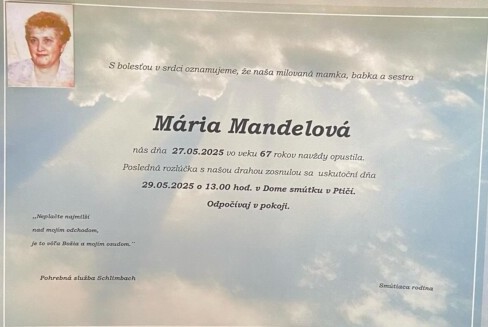 S bolesťou v srdci oznamujeme, že naša milovaná mamka, babka a sestra
Mária Mandelová
nás dňa 27.05.2025 vo veku 67 rokov navždy opustila.
Posledná rozlúčka s našou drahou zosnulou sa uskutoční dňa
29.05.2025 o 13.00 hod. v Dome smútku v Ptičí.
Odpočívaj v pokoji.
,,Neplačte najmilší
nad mojím odchodom,
je to vôľa Božia a mojím osudom."
Pohrebná služba Schlimbach
Smútiaca rodina